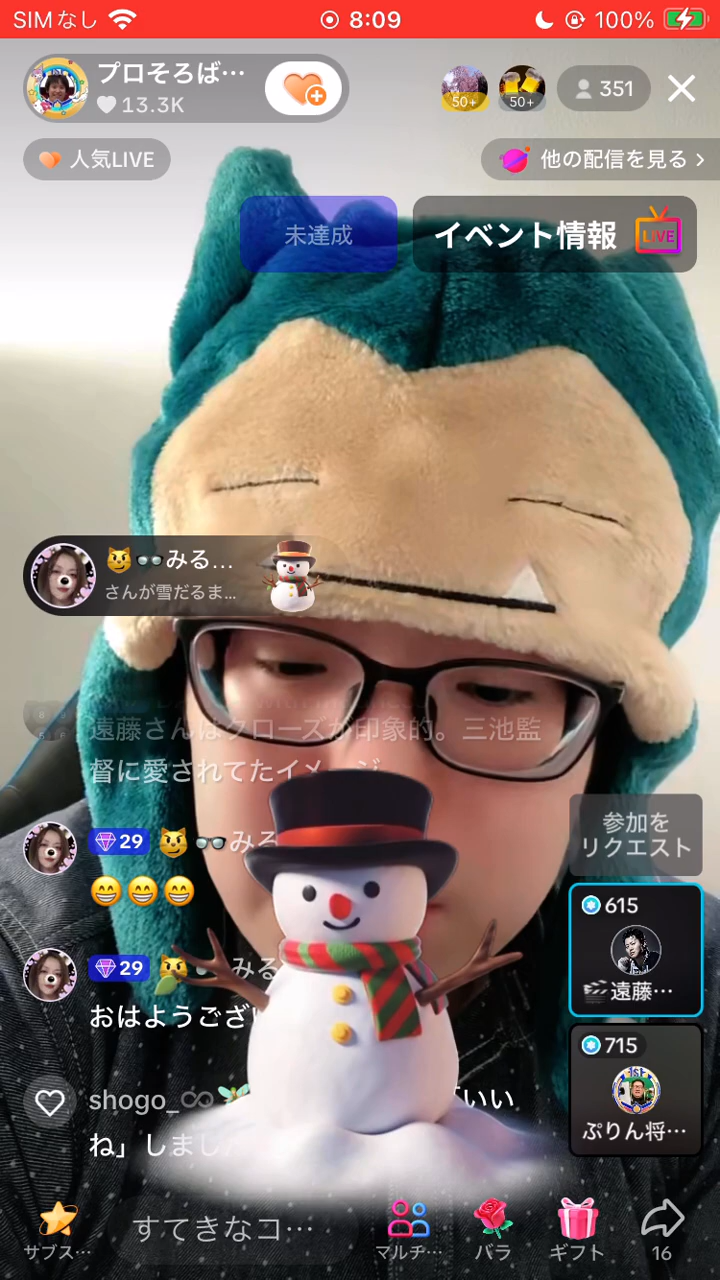 SIMなし 8:09 100%
プロそろば…
13.3K
50+ 50+ 351
人気LIVE
他の配信を見る
未達成
イベント情報 LIVE
みる…
さんが雪だるま…
遠藤さんはクローズが印象的。三池監
督に愛されてたイメージ
参加を
リクエスト
29 みる
615
遠藤…
29 みる
おはようござ
715
1ST
ぷりん将…
shogo_ いい
ね」しまし
すてきなコ…
サブス… マルチ… バラ ギフト 16